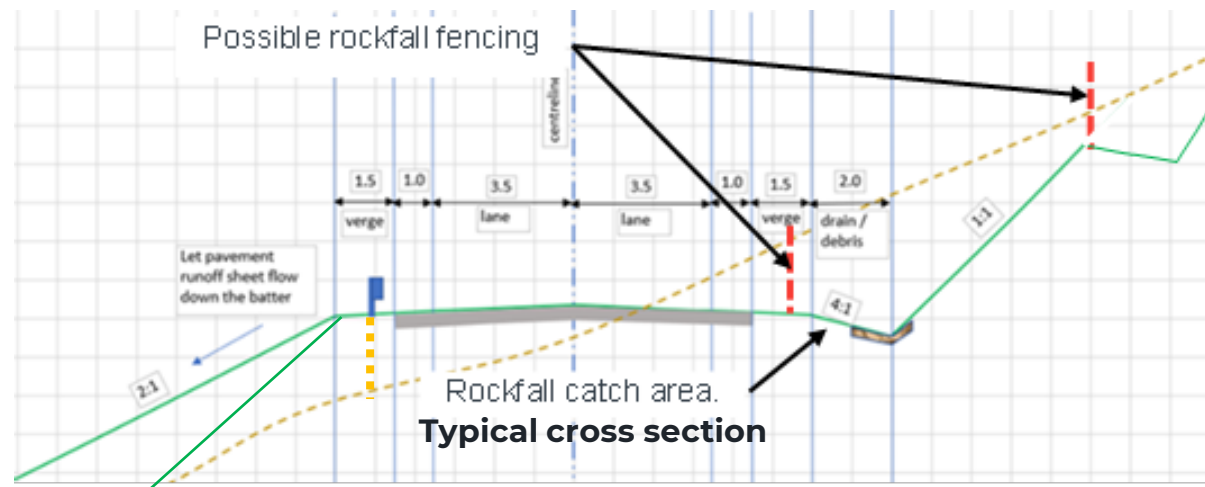 Possible rockfall fencing
centreline
1.5
1.0
3.5
3.5
1.0
1.5
2.0
verge
lane
lane
verge
drain /
debris
1:1
Let pavement
runoff sheet flow
down the batter
4:1
2:1
Rockfall catch area.
Typical cross section